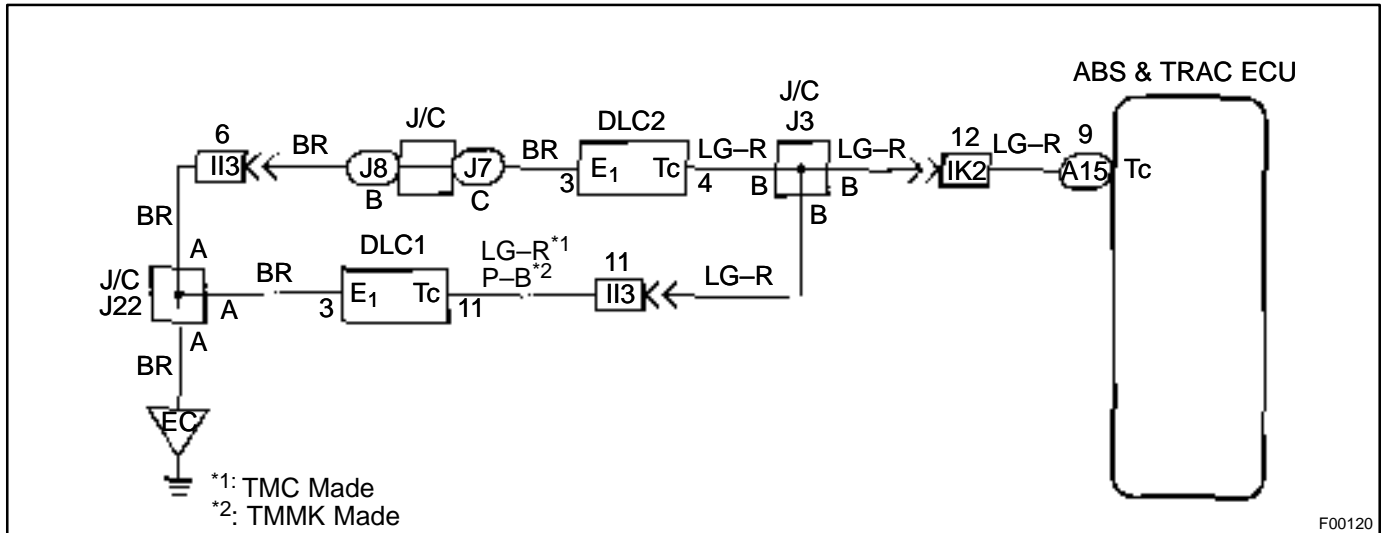 ABS & TRAC ECU
J/C
J3
6
II3
BR
J/C
J8
J7
B
C
BR
DLC2
3
E1
Tc
4
LG–R
B
B
B
LG–R
12
IK2
LG–R
9
A15
Tc
BR
A
J/C
J22
A
A
BR
DLC1
3
E1
Tc
11
LG–R*1
P–B*2
11
II3
LG–R
BR
EC
*1: TMC Made
*2: TMMK Made
F00120